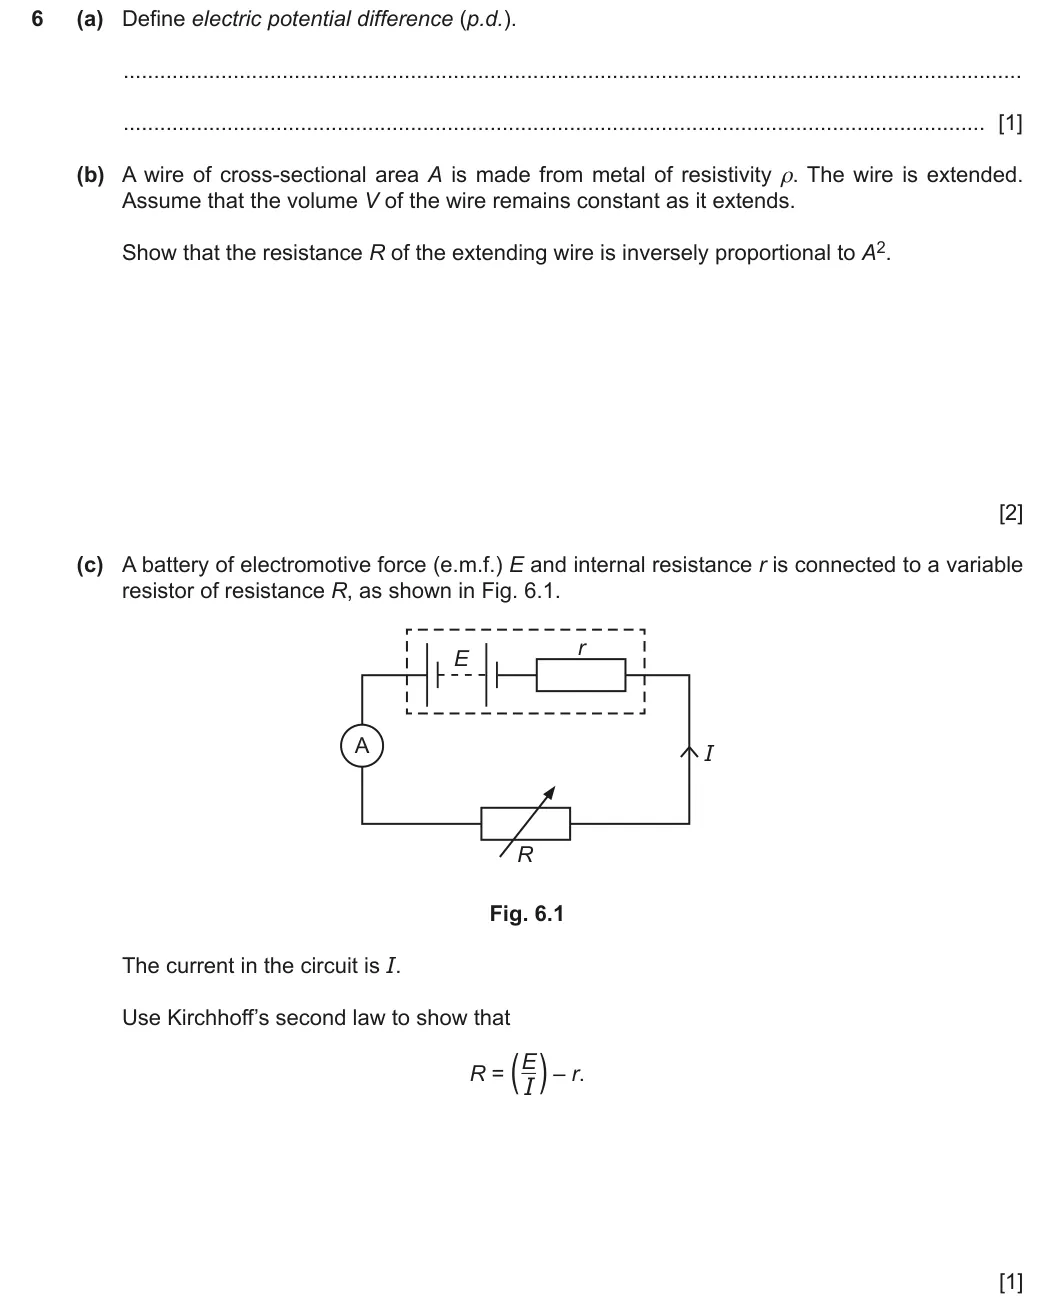 6 (a) Define electric potential difference (p.d.).
..........................................................................................................................................................
.................................................................................................................................................... [1]
(b) A wire of cross-sectional area A is made from metal of resistivity ρ. The wire is extended.
Assume that the volume V of the wire remains constant as it extends.
Show that the resistance R of the extending wire is inversely proportional to A².
[2]
(c) A battery of electromotive force (e.m.f.) E and internal resistance r is connected to a variable
resistor of resistance R, as shown in Fig. 6.1.
E r
A
I
R
Fig. 6.1
The current in the circuit is I.
Use Kirchhoff’s second law to show that
R = (E/I) – r.
[1]